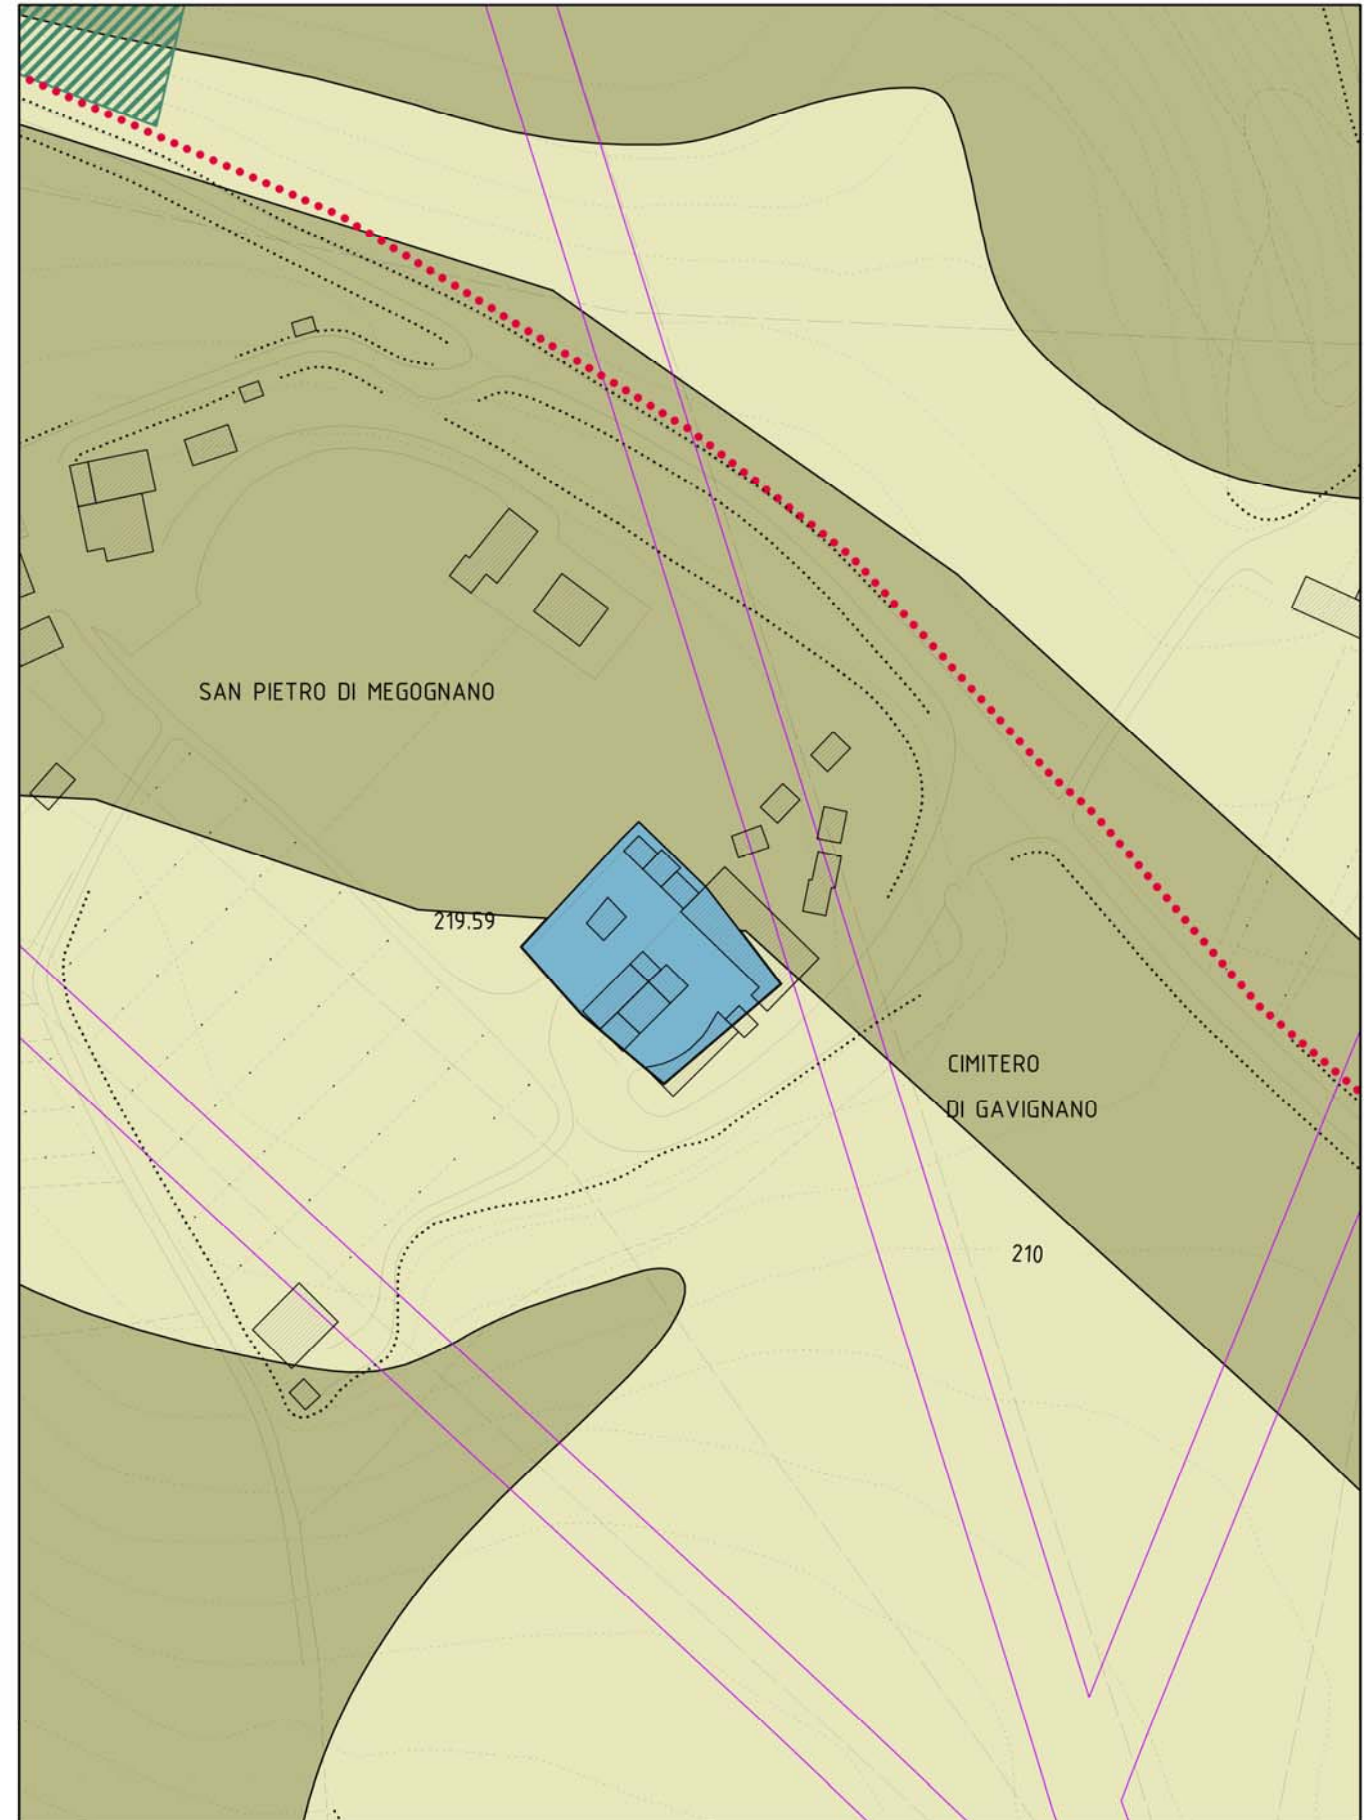 SAN PIETRO DI MEGOGNANO
219.59
CIMITERO
DI GAVIGNANO
210